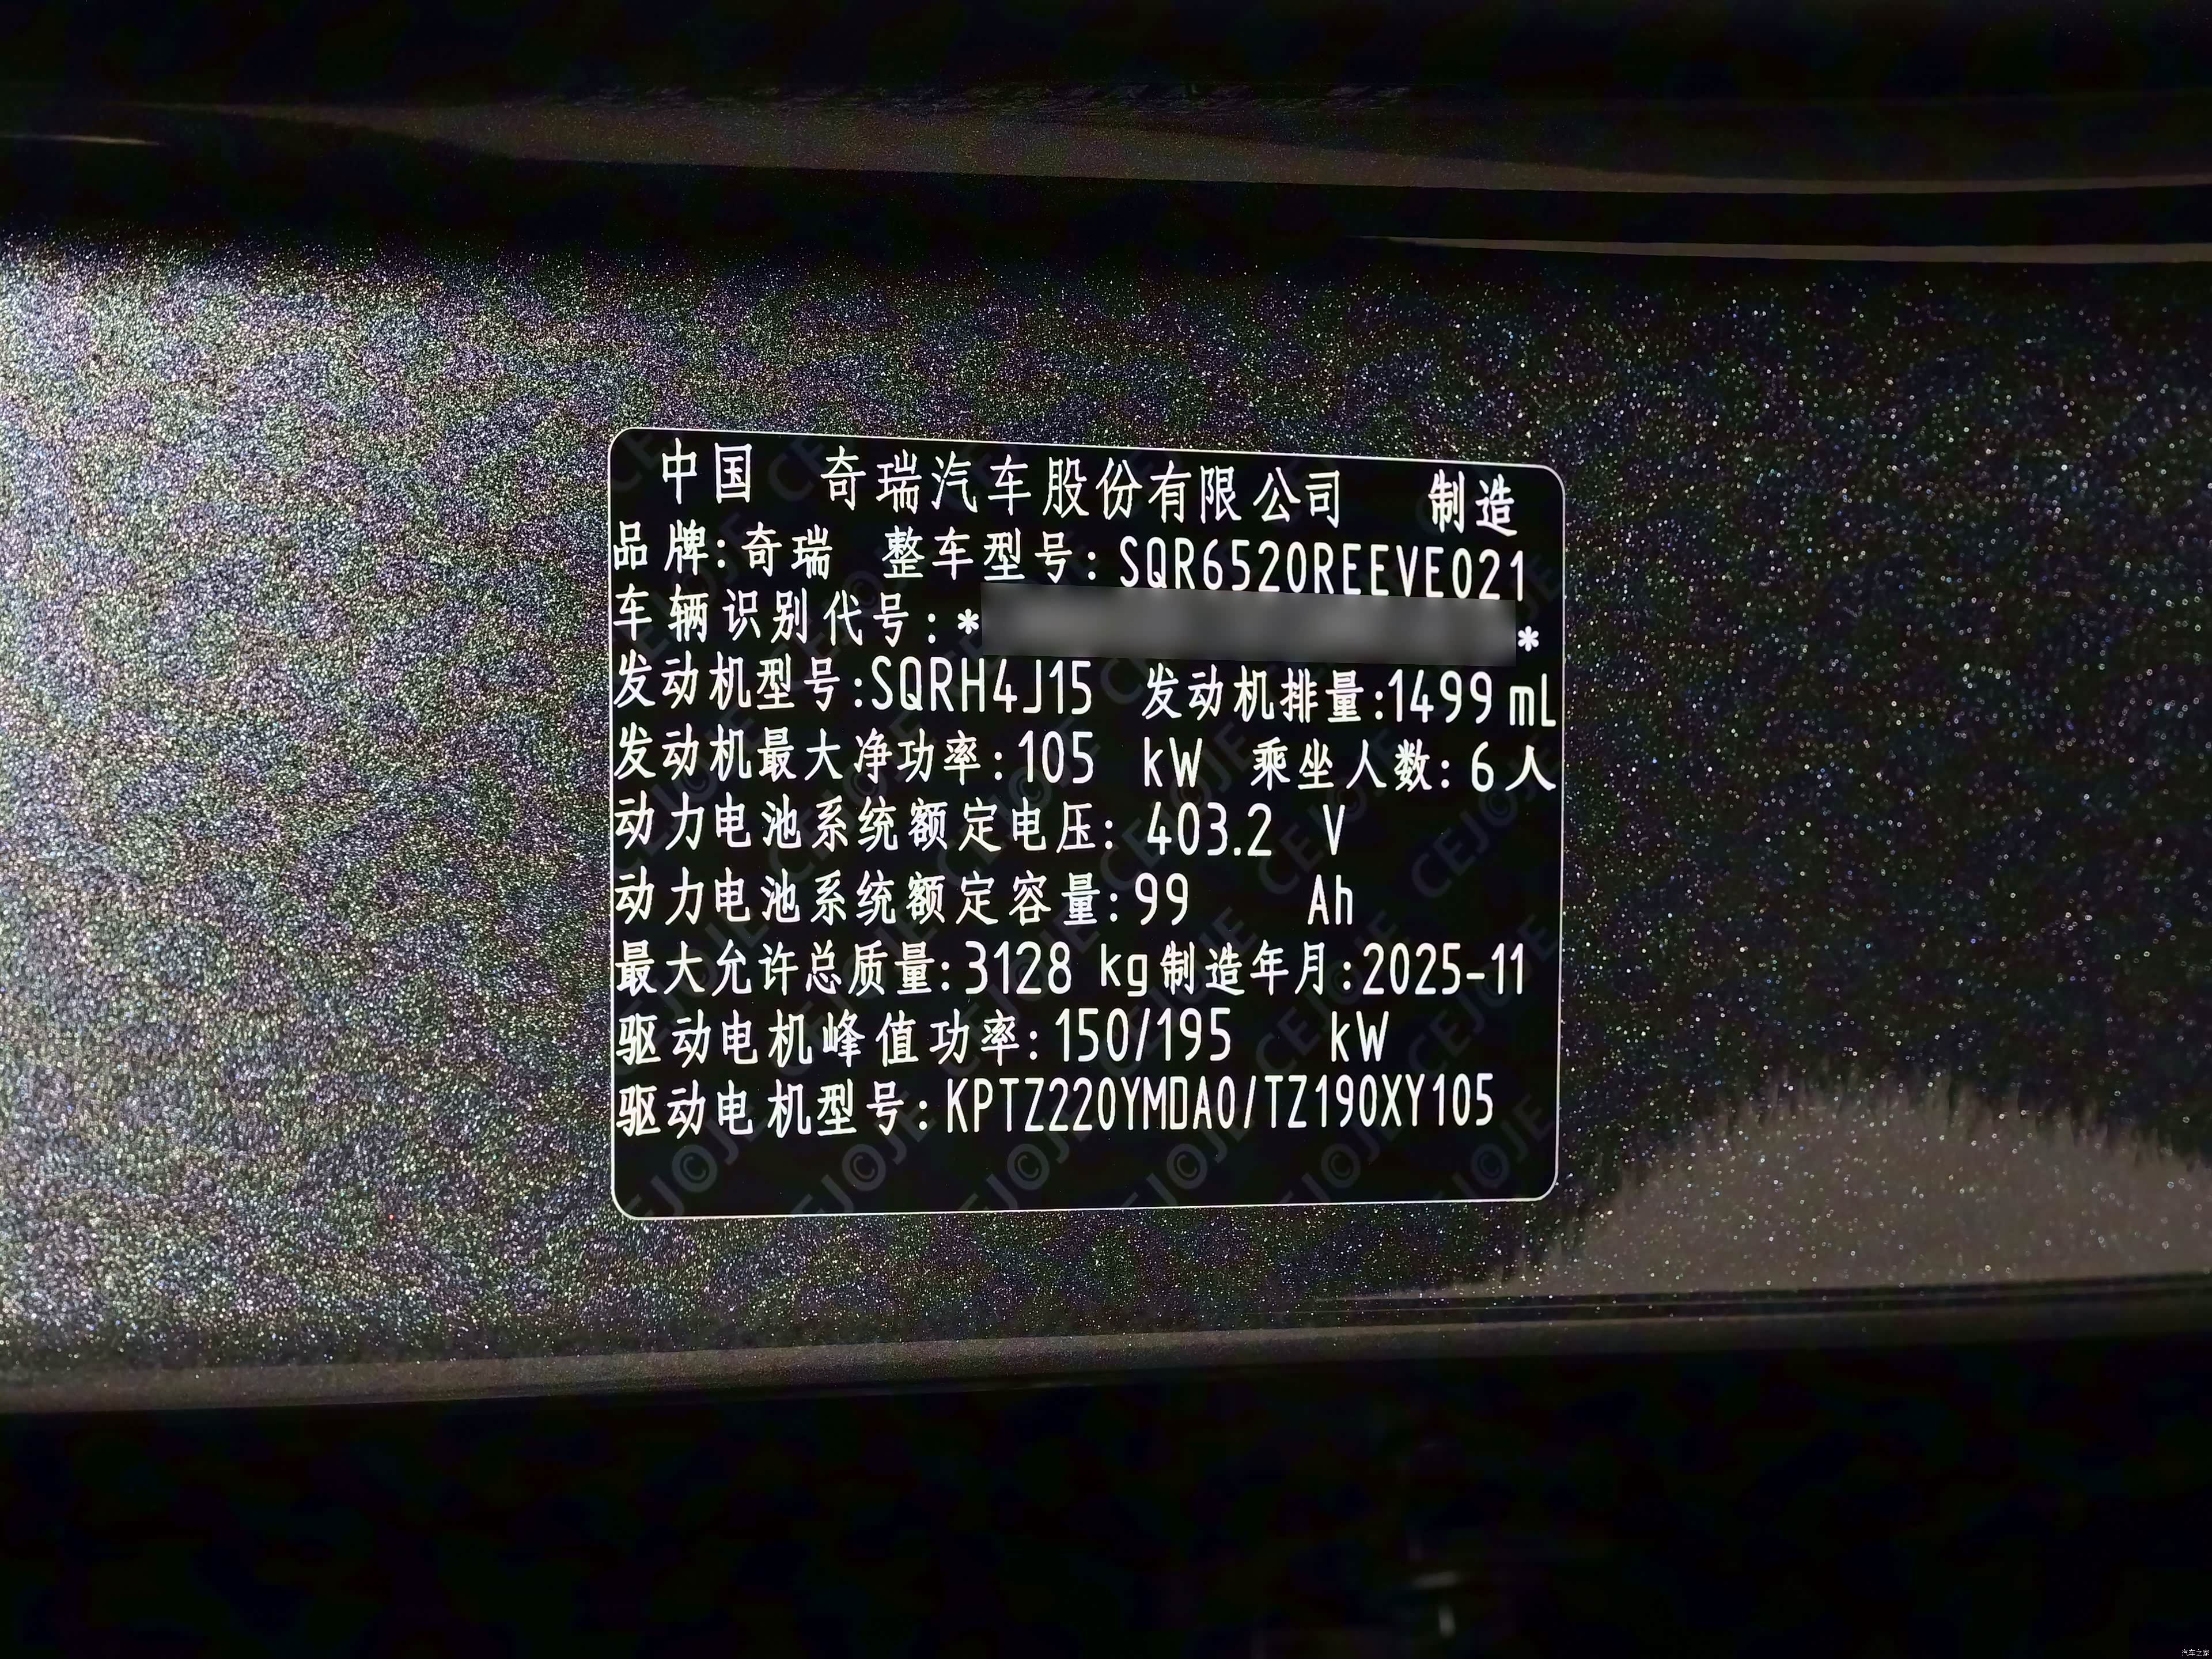 中国 奇瑞汽车股份有限公司 制造
品牌:奇瑞 整车型号:SQR6520REEVE021
车辆识别代号:* *
发动机型号:SQRH4J15 发动机排量:1499 mL
发动机最大净功率:105 kW 乘坐人数:6人
动力电池系统额定电压: 403.2 V
动力电池系统额定容量:99 Ah
最大允许总质量:3128 kg 制造年月:2025-11
驱动电机峰值功率:150/195 kW
驱动电机型号:KPTZ220YMDA0/TZ190XY105
汽车之家